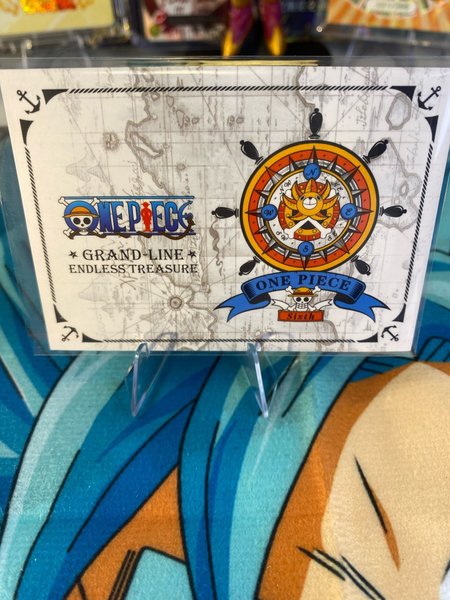 ONE PIECE
GRAND-LINE
ENDLESS TREASURE
N
W
E
S
ONE PIECE
Sixth